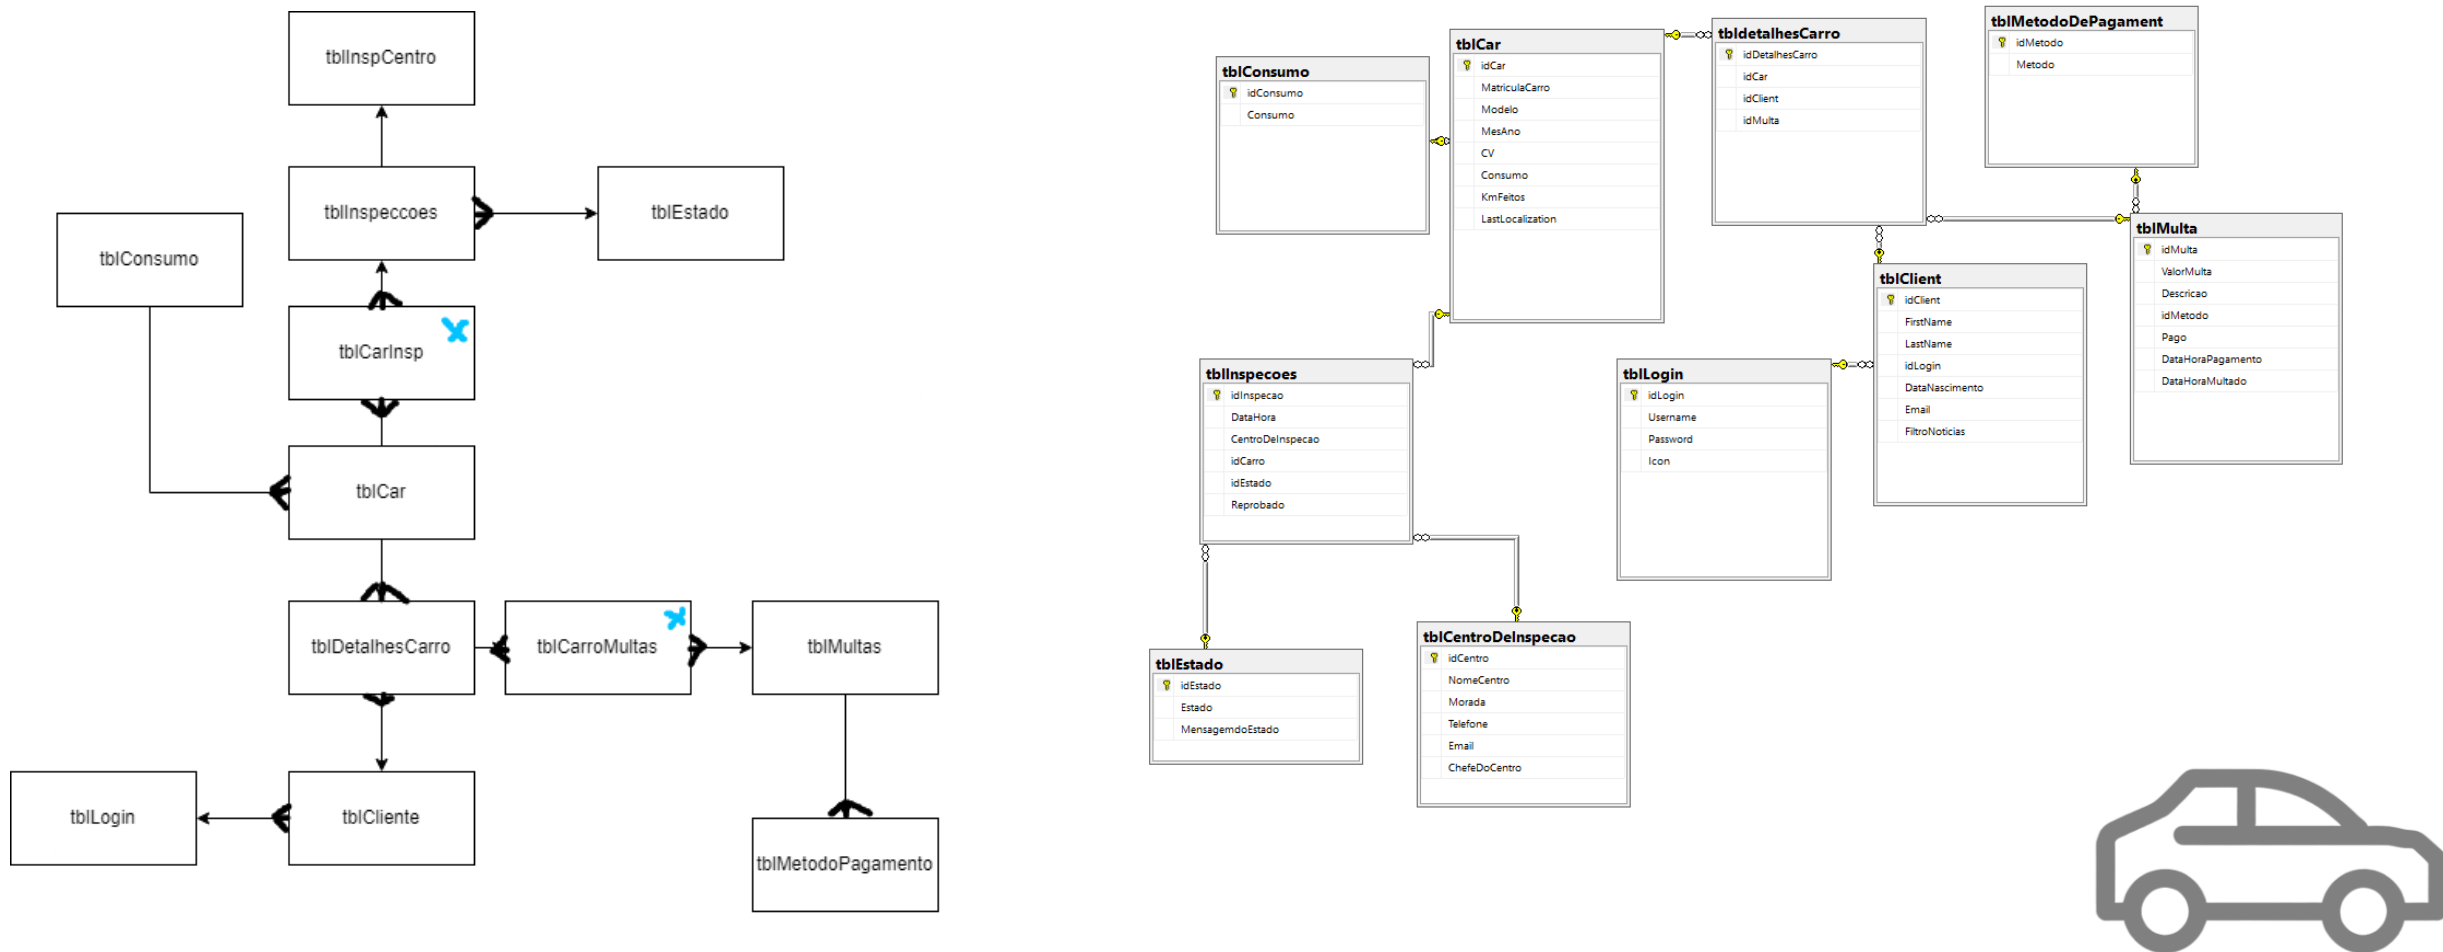 tblInspCentro
tblInspeccoes
tblEstado
tblConsumo
tblCarInsp
tblCar
tblDetalhesCarro
tblCarroMultas
tblMultas
tblLogin
tblCliente
tblMetodoPagamento
tblConsumo
idConsumo
Consumo
tblCar
idCar
MatriculaCarro
Modelo
MesAno
CV
Consumo
KmFeitos
LastLocalization
tbldetalhesCarro
idDetalhesCarro
idCar
idClient
idMulta
tblMetodoDePagament
idMetodo
Metodo
tblMulta
idMulta
ValorMulta
Descricao
idMetodo
Pago
DataHoraPagamento
DataHoraMultado
tblClient
idClient
FirstName
LastName
idLogin
DataNascimento
Email
FiltroNoticias
tblLogin
idLogin
Username
Password
Icon
tblInspecoes
idInspecao
DataHora
CentroDeInspecao
idCarro
idEstado
Reprobado
tblEstado
idEstado
Estado
MensagemdoEstado
tblCentroDeInspecao
idCentro
NomeCentro
Morada
Telefone
Email
ChefeDoCentro